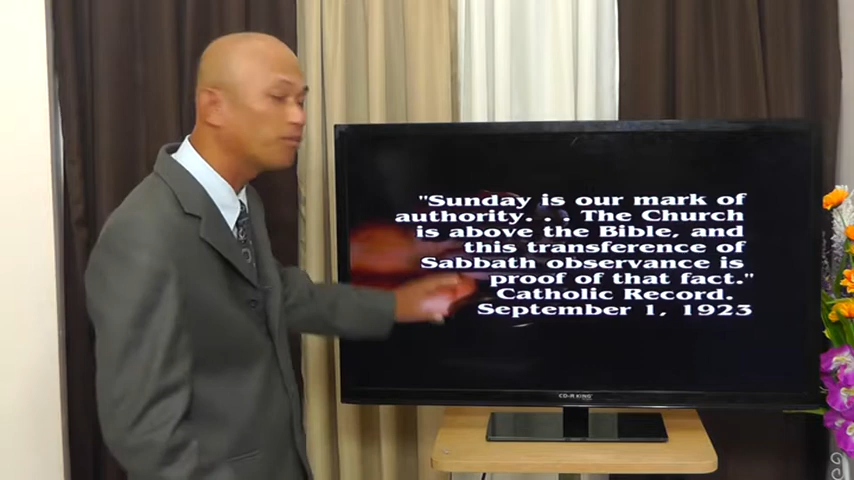 "Sunday is our mark of
authority. . . . The Church
is above the Bible, and
this transference of
Sabbath observance is
proof of that fact."
Catholic Record,
September 1, 1923
CD-R KING